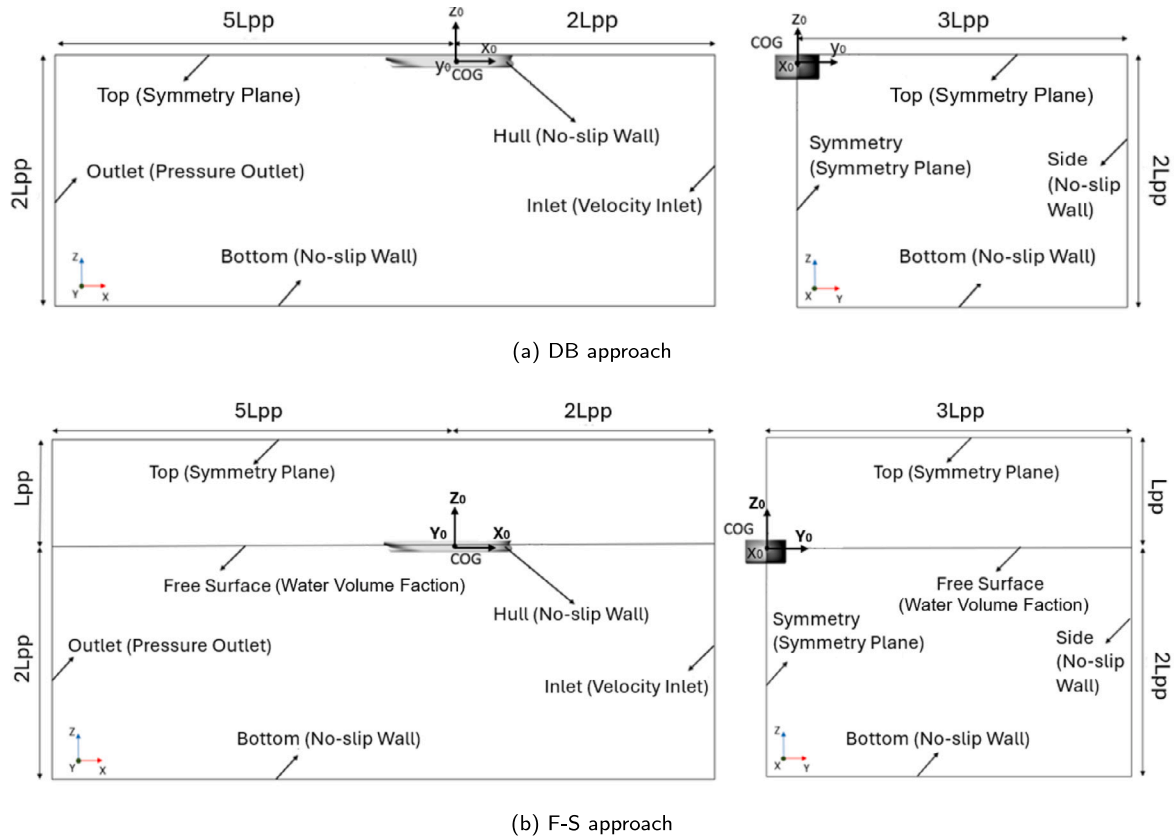 5Lpp
2Lpp
Z₀
X₀
y₀
COG
Top (Symmetry Plane)
Hull (No-slip Wall)
2Lpp
Outlet (Pressure Outlet)
Inlet (Velocity Inlet)
Bottom (No-slip Wall)
Z
Y
X
3Lpp
Z₀
COG
X₀
y₀
Top (Symmetry Plane)
Symmetry
(Symmetry Plane)
Side
(No-slip
Wall)
2Lpp
Bottom (No-slip Wall)
Z
X
Y
(a) DB approach
5Lpp
2Lpp
Lpp
Top (Symmetry Plane)
Z₀
Y₀
X₀
COG
Free Surface (Water Volume Faction)
Hull (No-slip Wall)
2Lpp
Outlet (Pressure Outlet)
Inlet (Velocity Inlet)
Bottom (No-slip Wall)
Z
Y
X
3Lpp
Top (Symmetry Plane)
Lpp
Z₀
COG
X₀
Y₀
Free Surface
(Water Volume Faction)
Symmetry
(Symmetry Plane)
Side
(No-slip
Wall)
2Lpp
Bottom (No-slip Wall)
Z
X
Y
(b) F-S approach